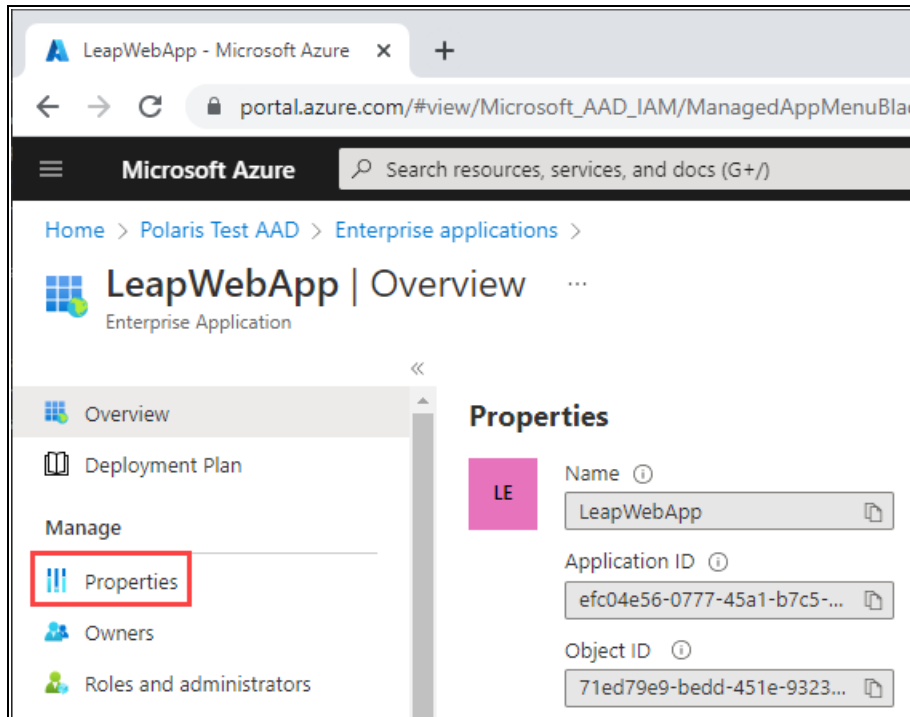 LeapWebApp - Microsoft Azure
portal.azure.com/#view/Microsoft_AAD_IAM/ManagedAppMenuBla
Microsoft Azure
Search resources, services, and docs (G+/)
Home > Polaris Test AAD > Enterprise applications >
LeapWebApp | Overview ...
Enterprise Application
Overview
Deployment Plan
Manage
Properties
Owners
Roles and administrators
Properties
LE
Name
LeapWebApp
Application ID
efc04e56-0777-45a1-b7c5-...
Object ID
71ed79e9-bedd-451e-9323...